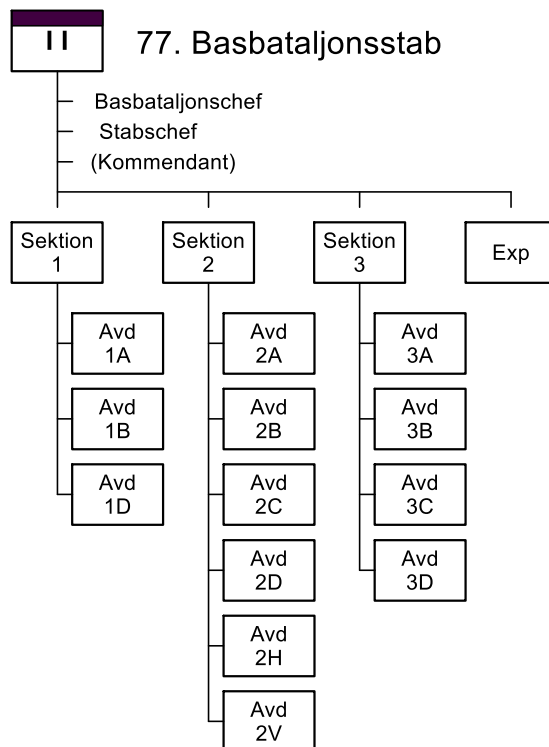 II
77. Basbataljonsstab
Basbataljonschef
Stabschef
(Kommendant)
Sektion
1
Sektion
2
Sektion
3
Exp
Avd
1A
Avd
1B
Avd
1D
Avd
2A
Avd
2B
Avd
2C
Avd
2D
Avd
2H
Avd
2V
Avd
3A
Avd
3B
Avd
3C
Avd
3D